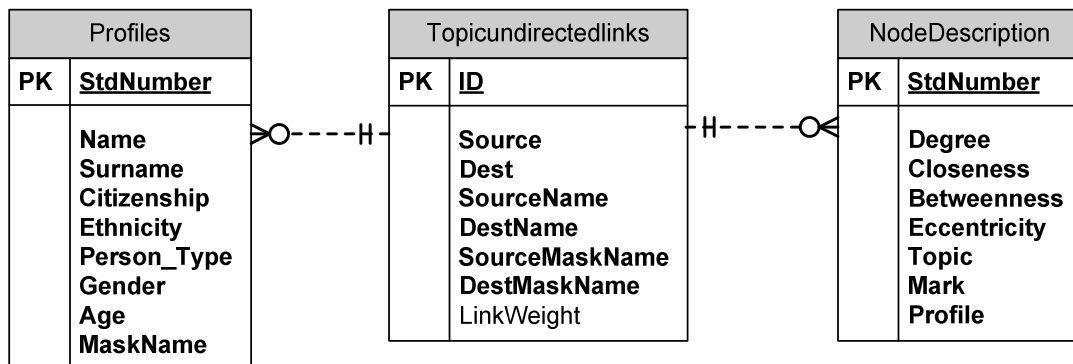 Profiles
PK StdNumber
Name
Surname
Citizenship
Ethnicity
Person_Type
Gender
Age
MaskName
Topicundirectedlinks
PK ID
Source
Dest
SourceName
DestName
SourceMaskName
DestMaskName
LinkWeight
NodeDescription
PK StdNumber
Degree
Closeness
Betweenness
Eccentricity
Topic
Mark
Profile